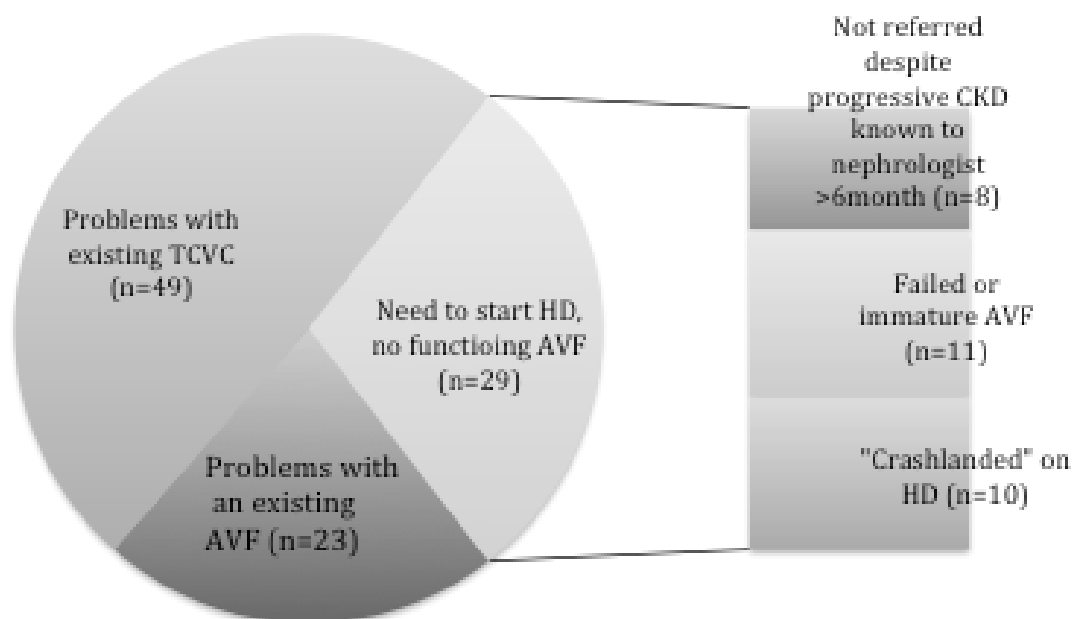 Problems with
existing TCVC
(n=49)
Need to start HD,
no functioing AVF
(n=29)
Problems with
an existing
AVF (n=23)
Not referred
despite
progressive CKD
known to
nephrologist
>6month (n=8)
Failed or
immature AVF
(n=11)
"Crashlanded" on
HD (n=10)